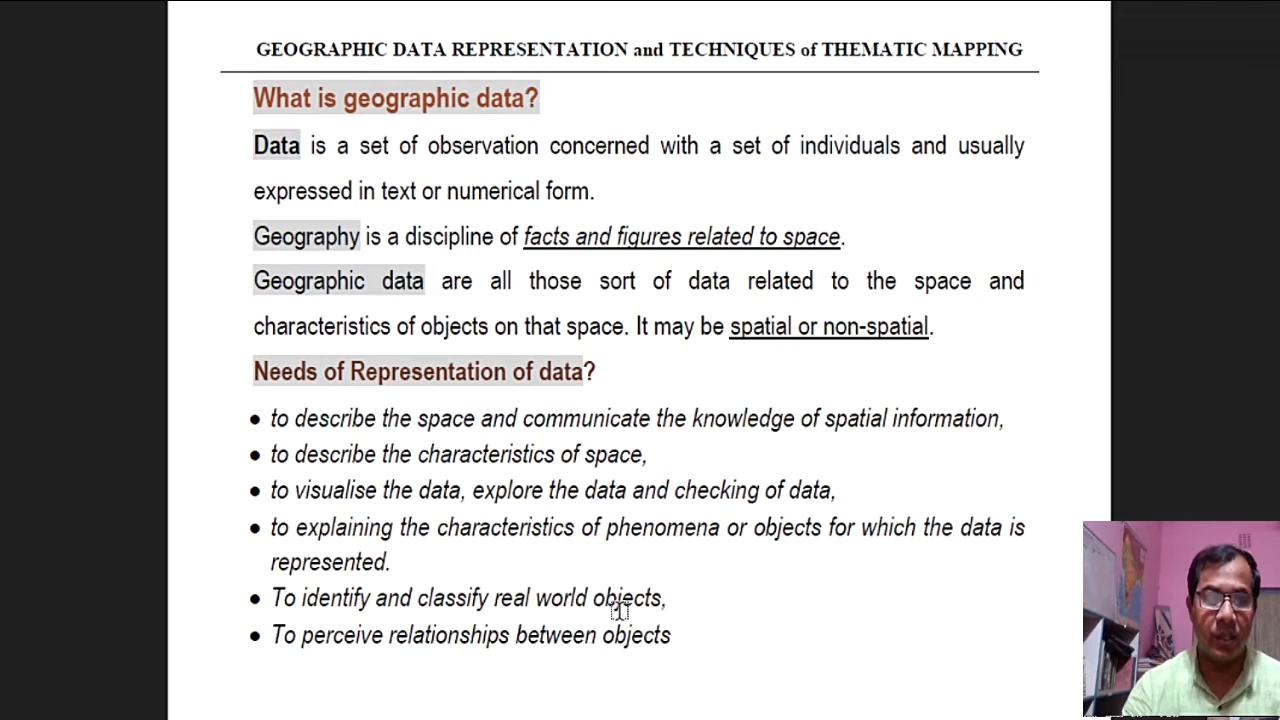 GEOGRAPHIC DATA REPRESENTATION and TECHNIQUES of THEMATIC MAPPING
What is geographic data?
Data is a set of observation concerned with a set of individuals and usually
expressed in text or numerical form.
Geography is a discipline of facts and figures related to space.
Geographic data are all those sort of data related to the space and
characteristics of objects on that space. It may be spatial or non-spatial.
Needs of Representation of data?
• to describe the space and communicate the knowledge of spatial information,
• to describe the characteristics of space,
• to visualise the data, explore the data and checking of data,
• to explaining the characteristics of phenomena or objects for which the data is
represented.
• To identify and classify real world objects,
• To perceive relationships between objects